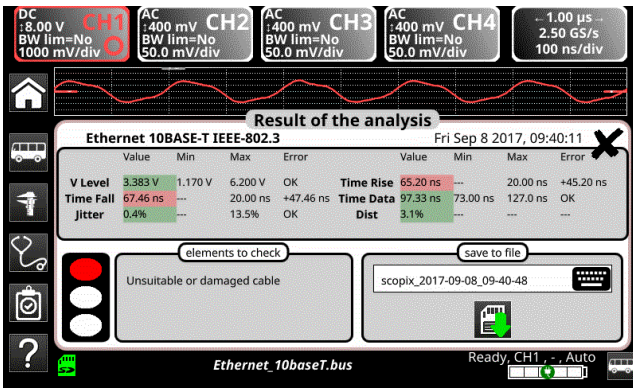 DC
↕8.00 V CH1
BW lim=No
1000 mV/div
AC
↕400 mV CH2
BW lim=No
50.0 mV/div
AC
↕400 mV CH3
BW lim=No
50.0 mV/div
AC
↕400 mV CH4
BW lim=No
50.0 mV/div
←1.00 µs→
2.50 GS/s
100 ns/div
Result of the analysis
Ethernet 10BASE-T IEEE-802.3 Fri Sep 8 2017, 09:40:11
Value Min Max Error Value Min Max Error
V Level 3.383 V 1.170 V 6.200 V OK Time Rise 65.20 ns --- 20.00 ns +45.20 ns
Time Fall 67.46 ns --- 20.00 ns +47.46 ns Time Data 97.33 ns 73.00 ns 127.0 ns OK
Jitter 0.4% --- 13.5% OK Dist 3.1% --- --- ---
elements to check
Unsuitable or damaged cable
save to file
scopix_2017-09-08_09-40-48
Ethernet_10baseT.bus
Ready, CH1 , - , Auto